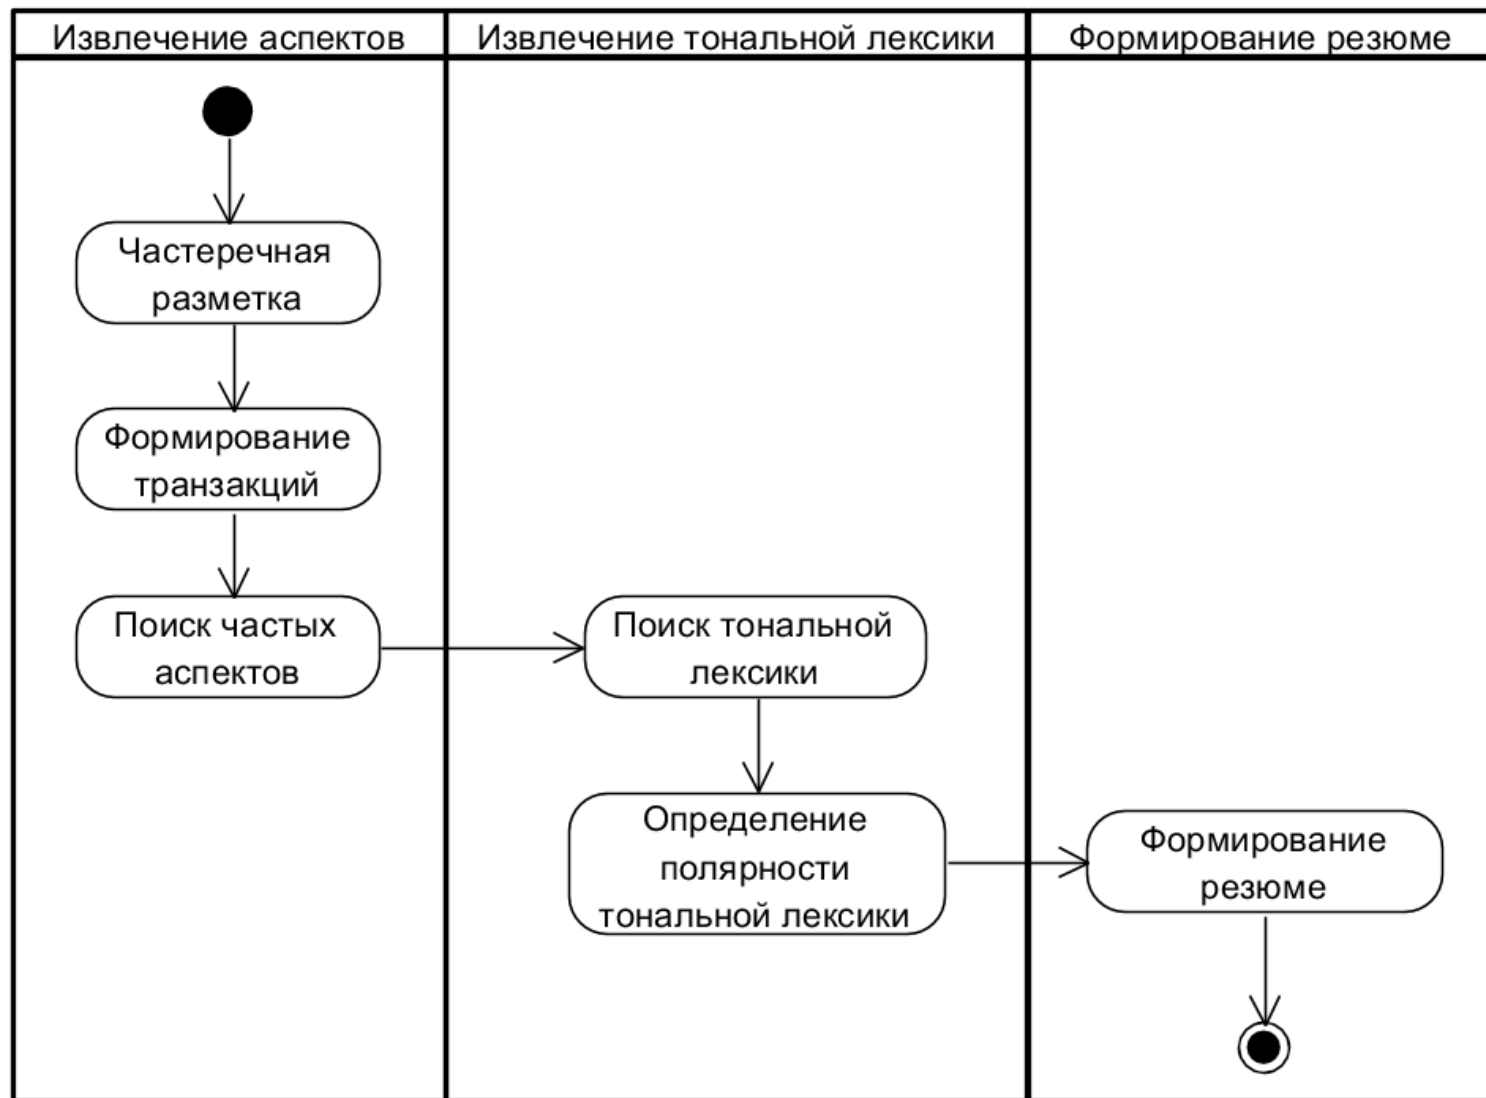 Извлечение аспектов
Извлечение тональной лексики
Формирование резюме
Частеречная
разметка
Формирование
транзакций
Поиск частых
аспектов
Поиск тональной
лексики
Определение
полярности
тональной лексики
Формирование
резюме